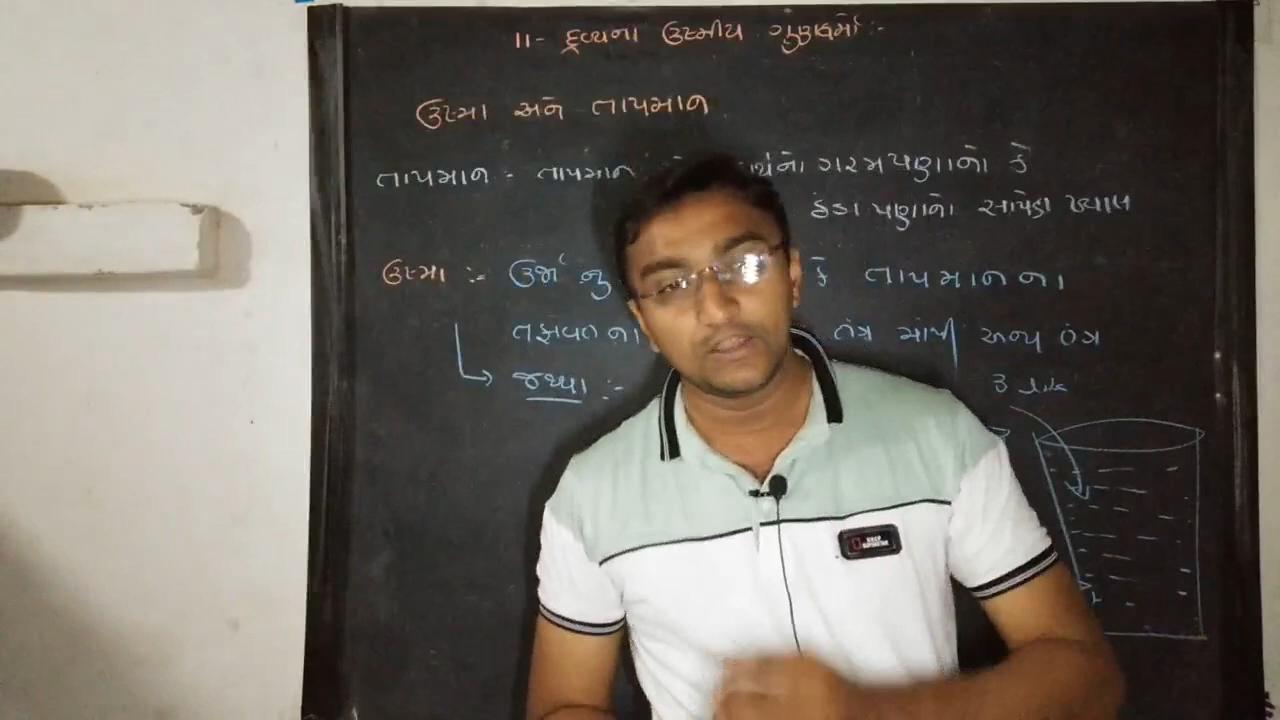 11- દ્રવ્યના ઉષ્મીય ગુણધર્મો :-
ઉષ્મા અને તાપમાન
તાપમાન - તાપમાન ગરમપણાનો કે
ઠંડા પણાનો સાપેક્ષ ખ્યાલ
ઉષ્મા :- ઉર્જા નુ કે તાપમાનના
તફાવતના તંત્ર માંથી અન્ય તંત્ર
જથ્થા :-